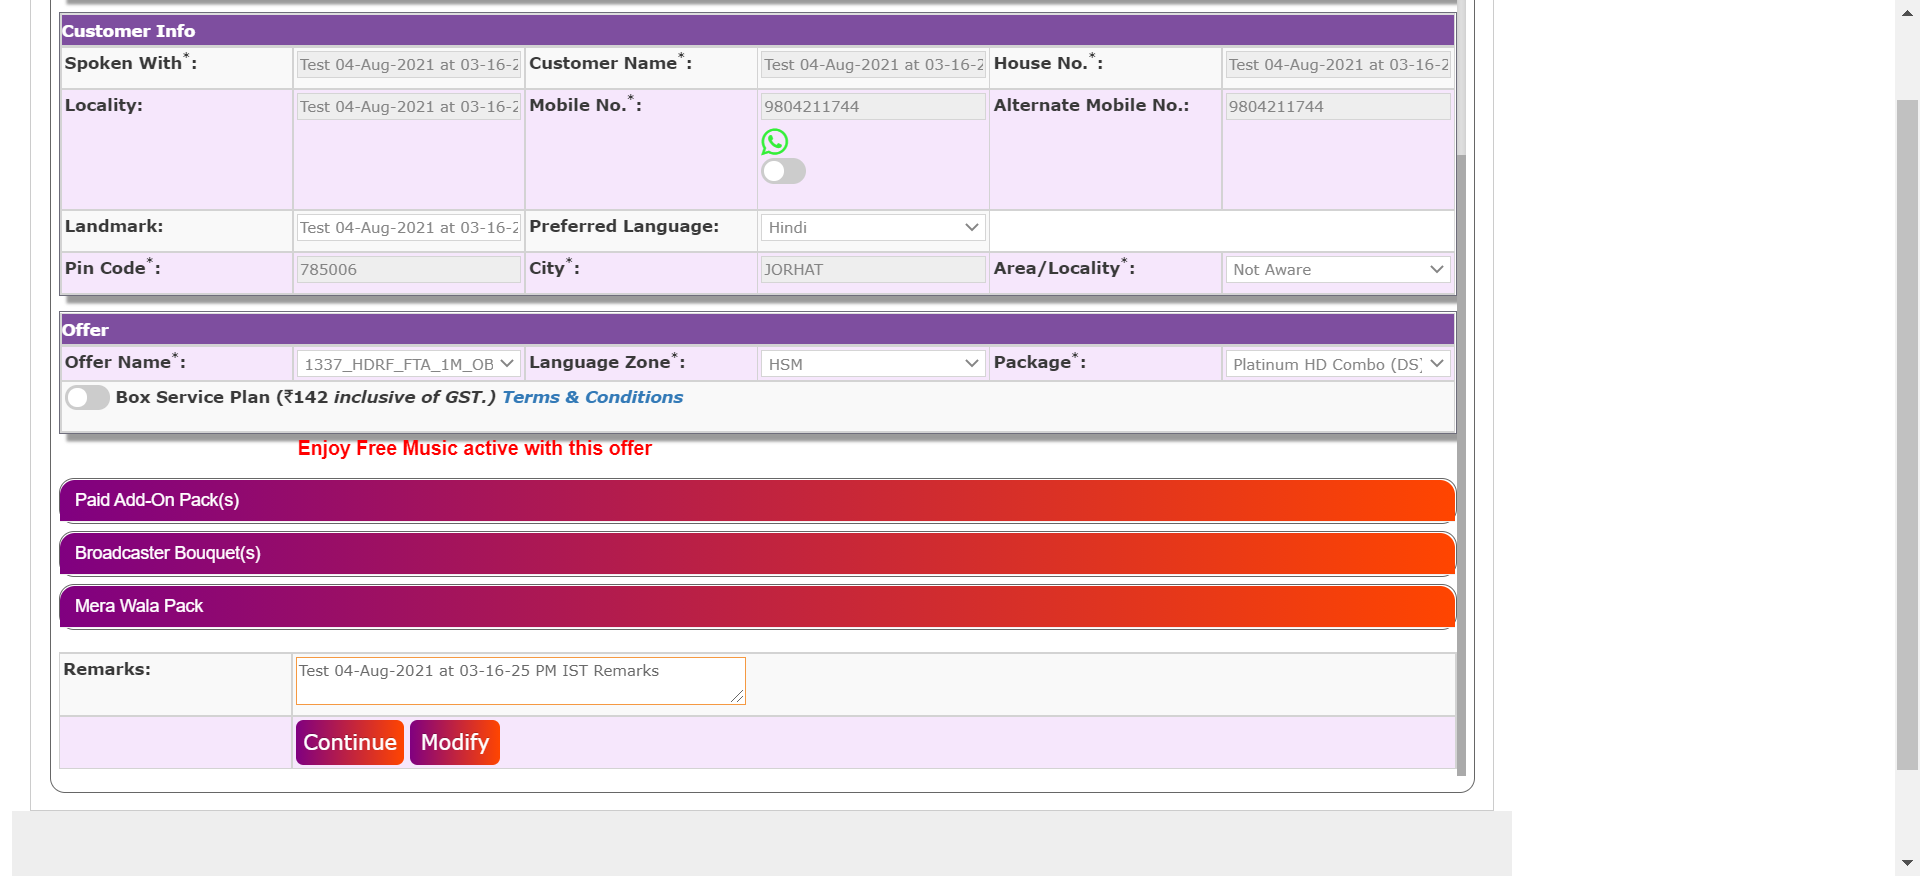 Customer Info
Spoken With*: Test 04-Aug-2021 at 03-16-2 Customer Name*: Test 04-Aug-2021 at 03-16-2 House No.*: Test 04-Aug-2021 at 03-16-2
Locality: Test 04-Aug-2021 at 03-16-2 Mobile No.*: 9804211744 Alternate Mobile No.: 9804211744
Landmark: Test 04-Aug-2021 at 03-16-2 Preferred Language: Hindi
Pin Code*: 785006 City*: JORHAT Area/Locality*: Not Aware
Offer
Offer Name*: 1337_HDRF_FTA_1M_OB Language Zone*: HSM Package*: Platinum HD Combo (DS)
Box Service Plan (₹142 inclusive of GST.) Terms & Conditions
Enjoy Free Music active with this offer
Paid Add-On Pack(s)
Broadcaster Bouquet(s)
Mera Wala Pack
Remarks: Test 04-Aug-2021 at 03-16-25 PM IST Remarks
Continue Modify